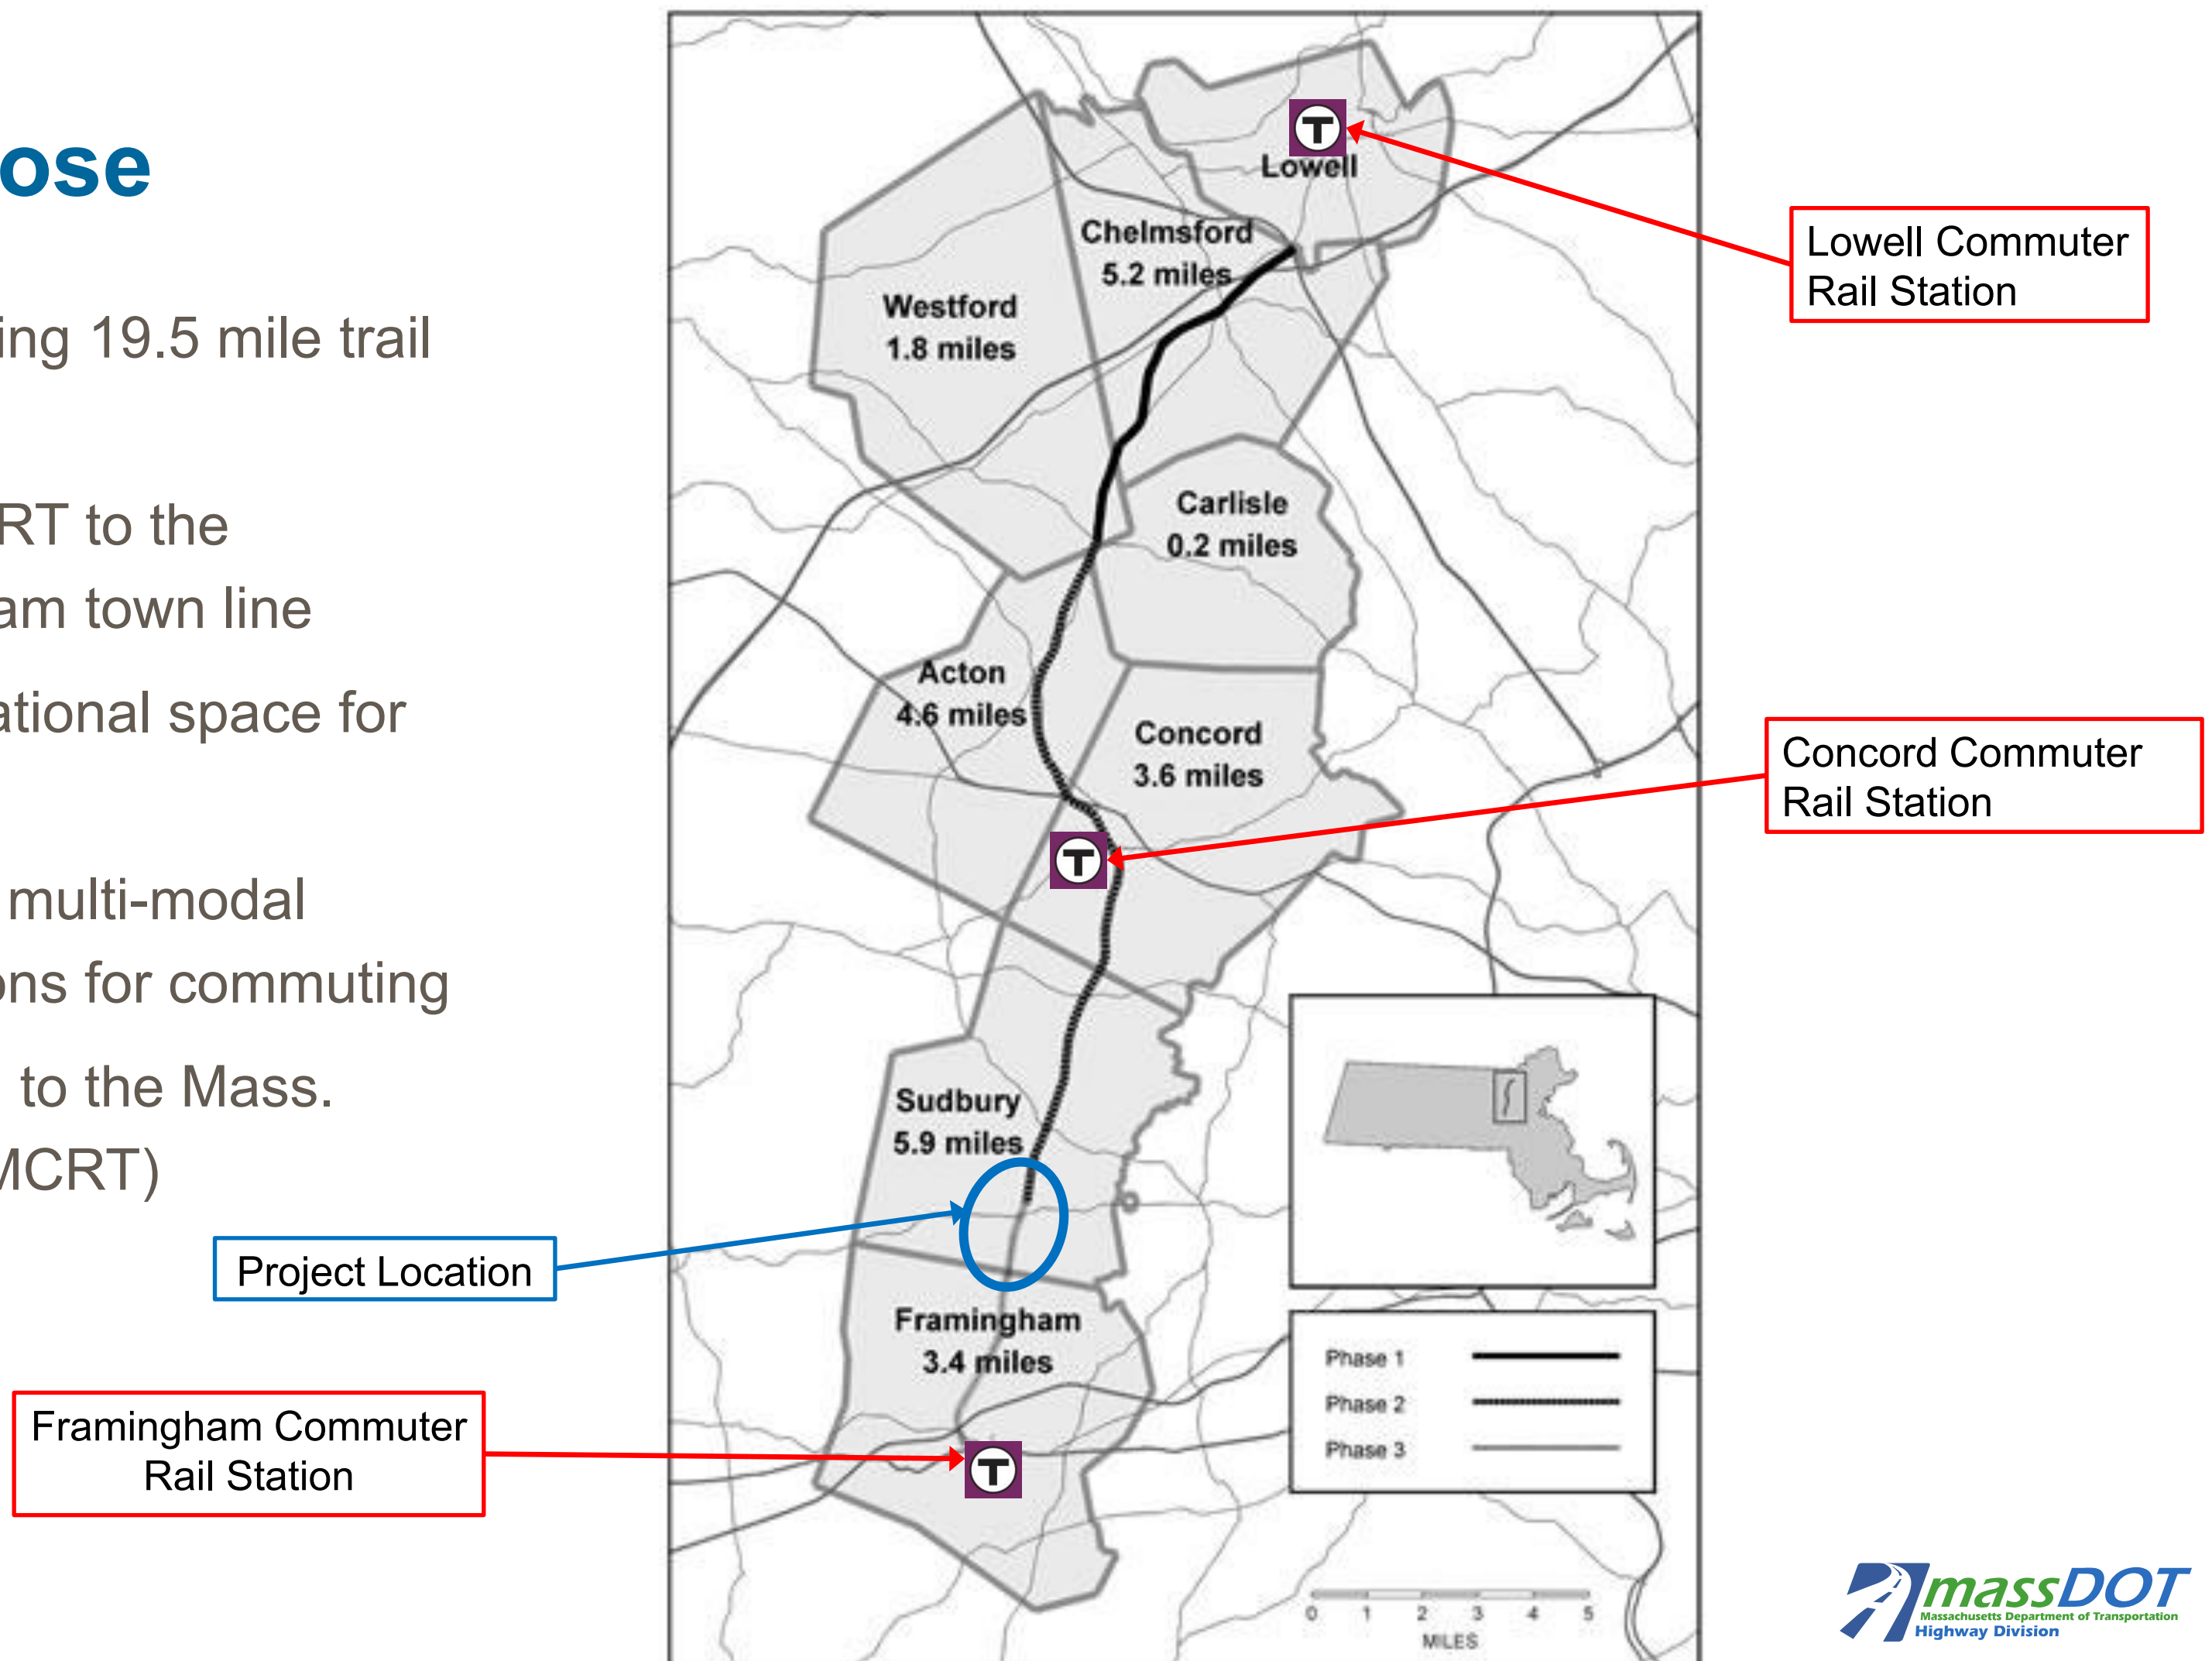 ose
ing 19.5 mile trail
RT to the
am town line
ational space for
multi-modal
ons for commuting
to the Mass.
MCRT)
Project Location
Framingham Commuter
Rail Station
Lowell
Chelmsford
5.2 miles
Westford
1.8 miles
Carlisle
0.2 miles
Acton
4.6 miles
Concord
3.6 miles
Sudbury
5.9 miles
Framingham
3.4 miles
T
T
T
Lowell Commuter
Rail Station
Concord Commuter
Rail Station
Phase 1
Phase 2
Phase 3
0 1 2 3 4 5
MILES
massDOT
Massachusetts Department of Transportation
Highway Division